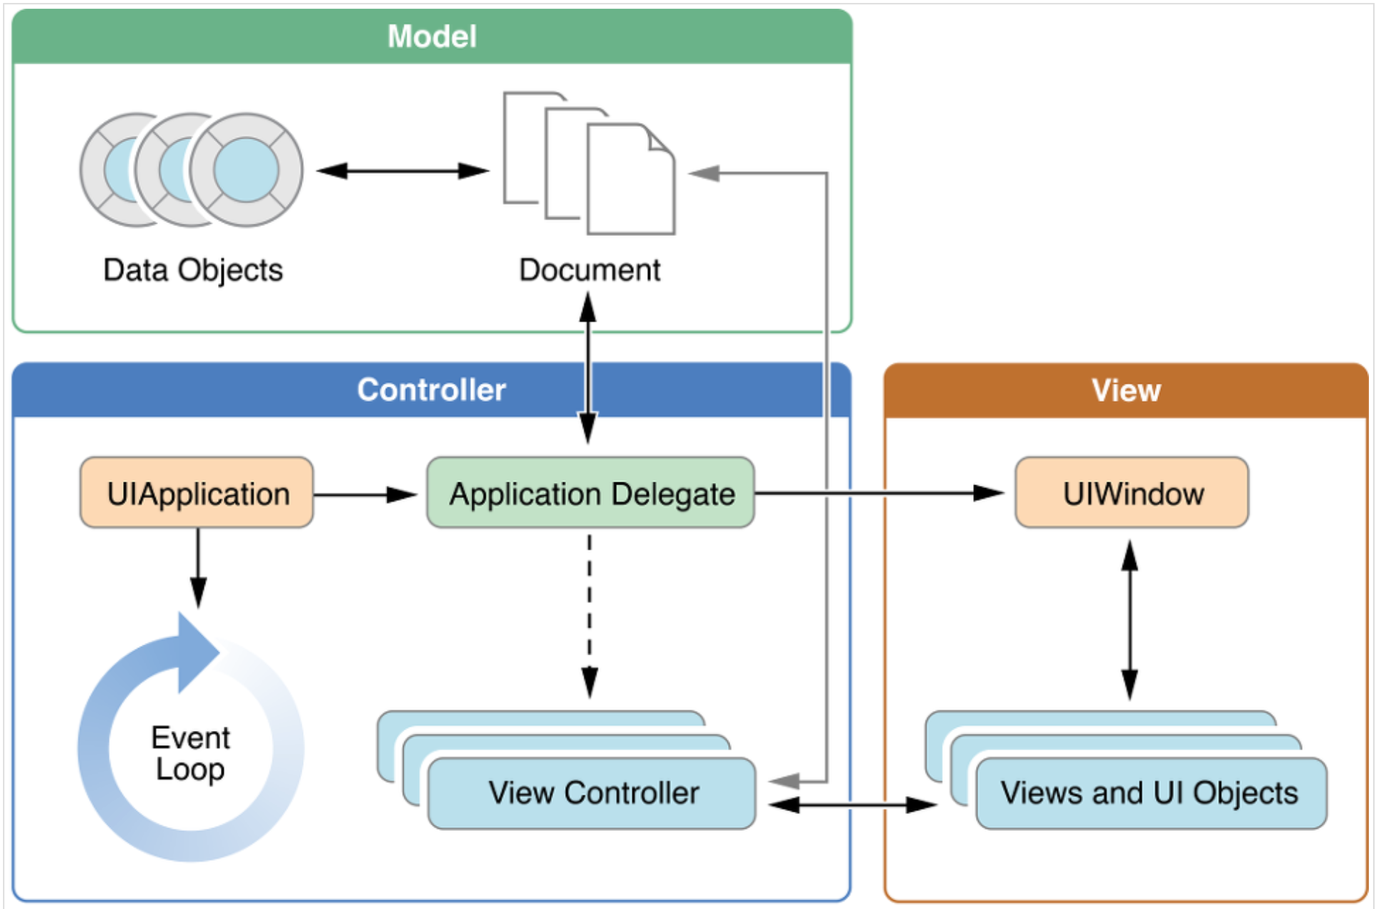 Model
Data Objects
Document
Controller
View
UIApplication
Application Delegate
UIWindow
Event
Loop
View Controller
Views and UI Objects